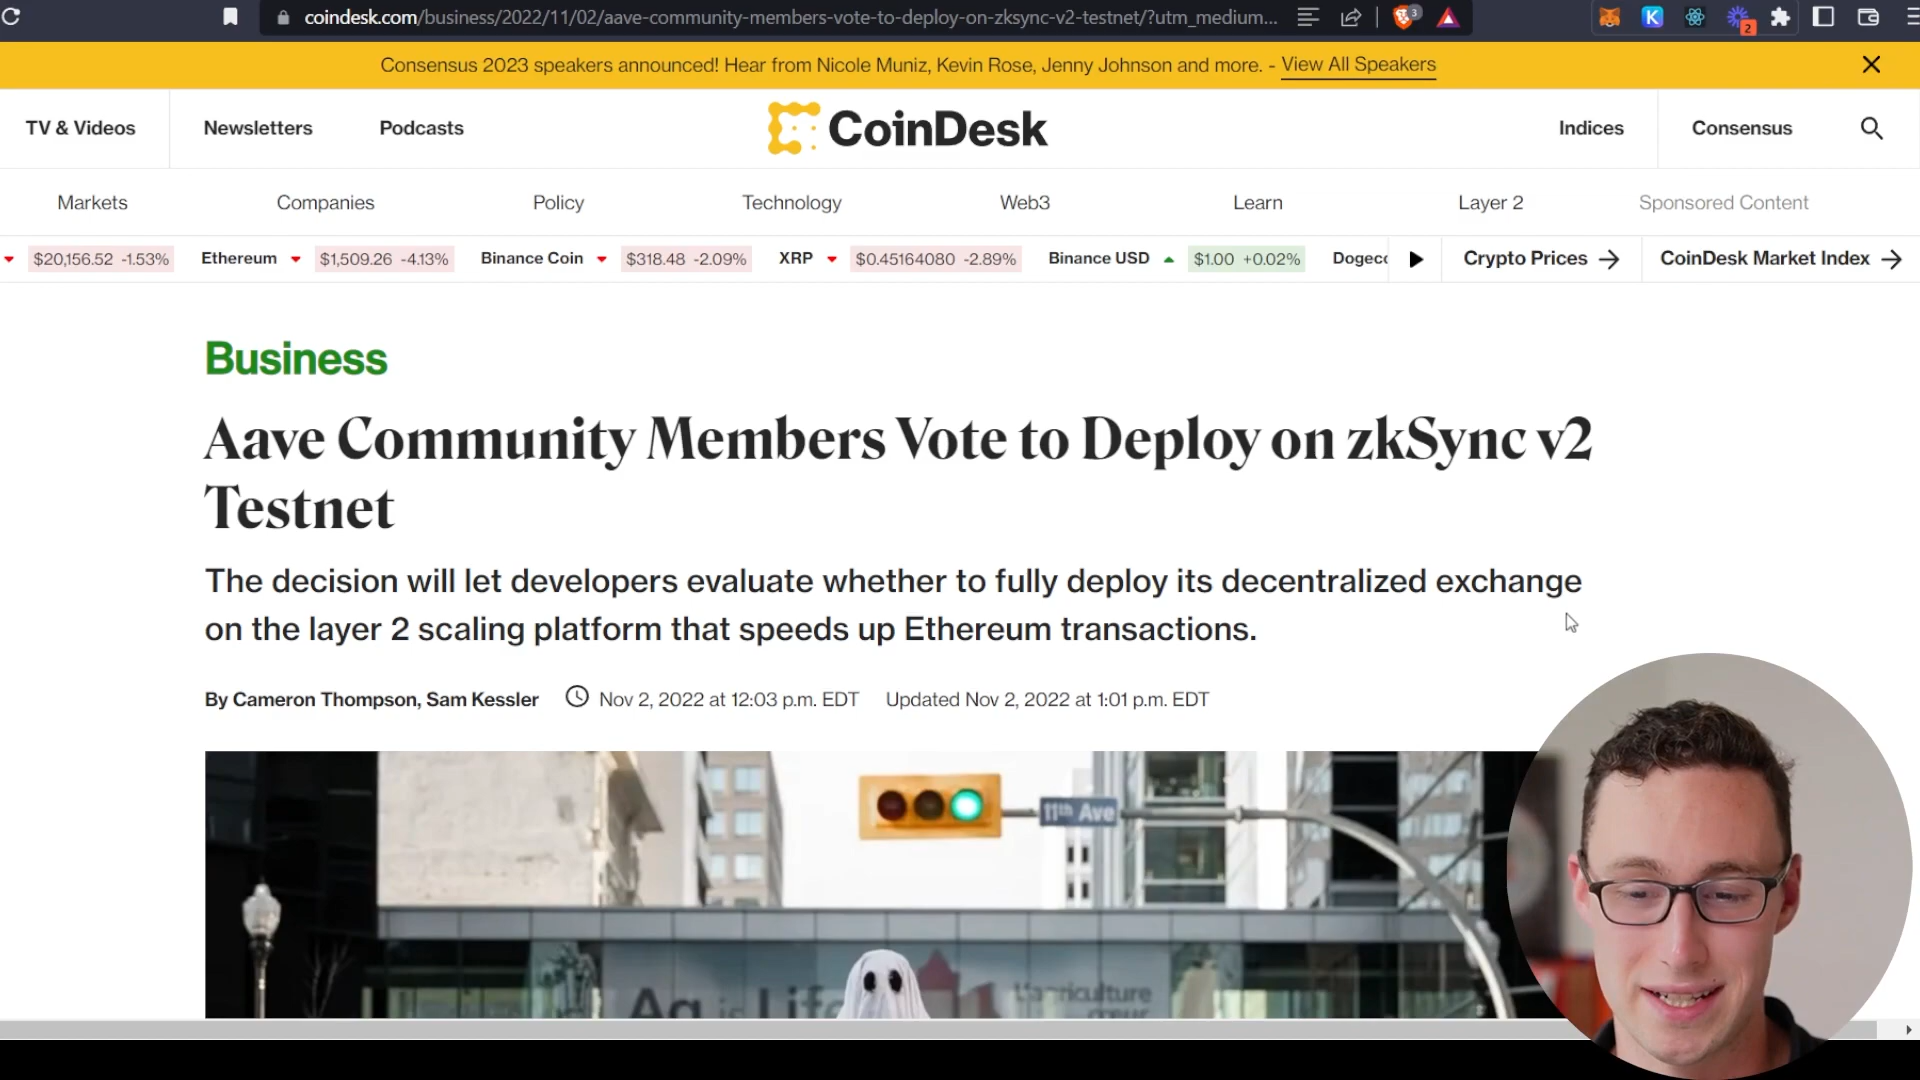 coindesk.com/business/2022/11/02/aave-community-members-vote-to-deploy-on-zksync-v2-testnet/?utm_medium...
3
K
2
Consensus 2023 speakers announced! Hear from Nicole Muniz, Kevin Rose, Jenny Johnson and more. - View All Speakers
TV & Videos
Newsletters
Podcasts
CoinDesk
Indices
Consensus
Markets
Companies
Policy
Technology
Web3
Learn
Layer 2
Sponsored Content
$20,156.52 -1.53%
Ethereum $1,509.26 -4.13%
Binance Coin $318.48 -2.09%
XRP $0.45164080 -2.89%
Binance USD $1.00 +0.02%
Dogec
Crypto Prices
CoinDesk Market Index
Business
Aave Community Members Vote to Deploy on zkSync v2
Testnet
The decision will let developers evaluate whether to fully deploy its decentralized exchange
on the layer 2 scaling platform that speeds up Ethereum transactions.
By Cameron Thompson, Sam Kessler
Nov 2, 2022 at 12:03 p.m. EDT
Updated Nov 2, 2022 at 1:01 p.m. EDT
11th Ave
Ag is Life
L'agriculture